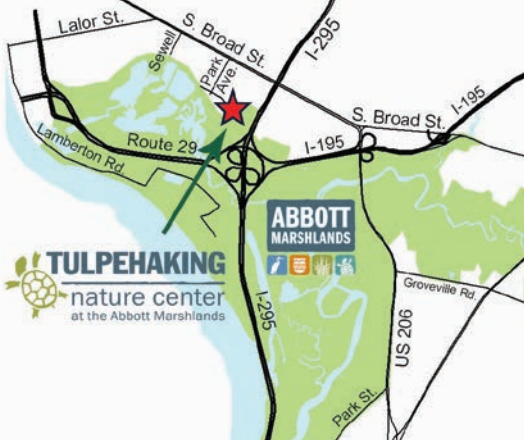 Lalor St.
Sewell
S. Broad St.
Park
Ave.
I-295
I-195
S. Broad St.
Lamberton Rd.
Route 29
I-195
ABBOTT
MARSHLANDS
TULPEHAKING
nature center
at the Abbott Marshlands
I-295
Groveville Rd.
US 206
Park St.